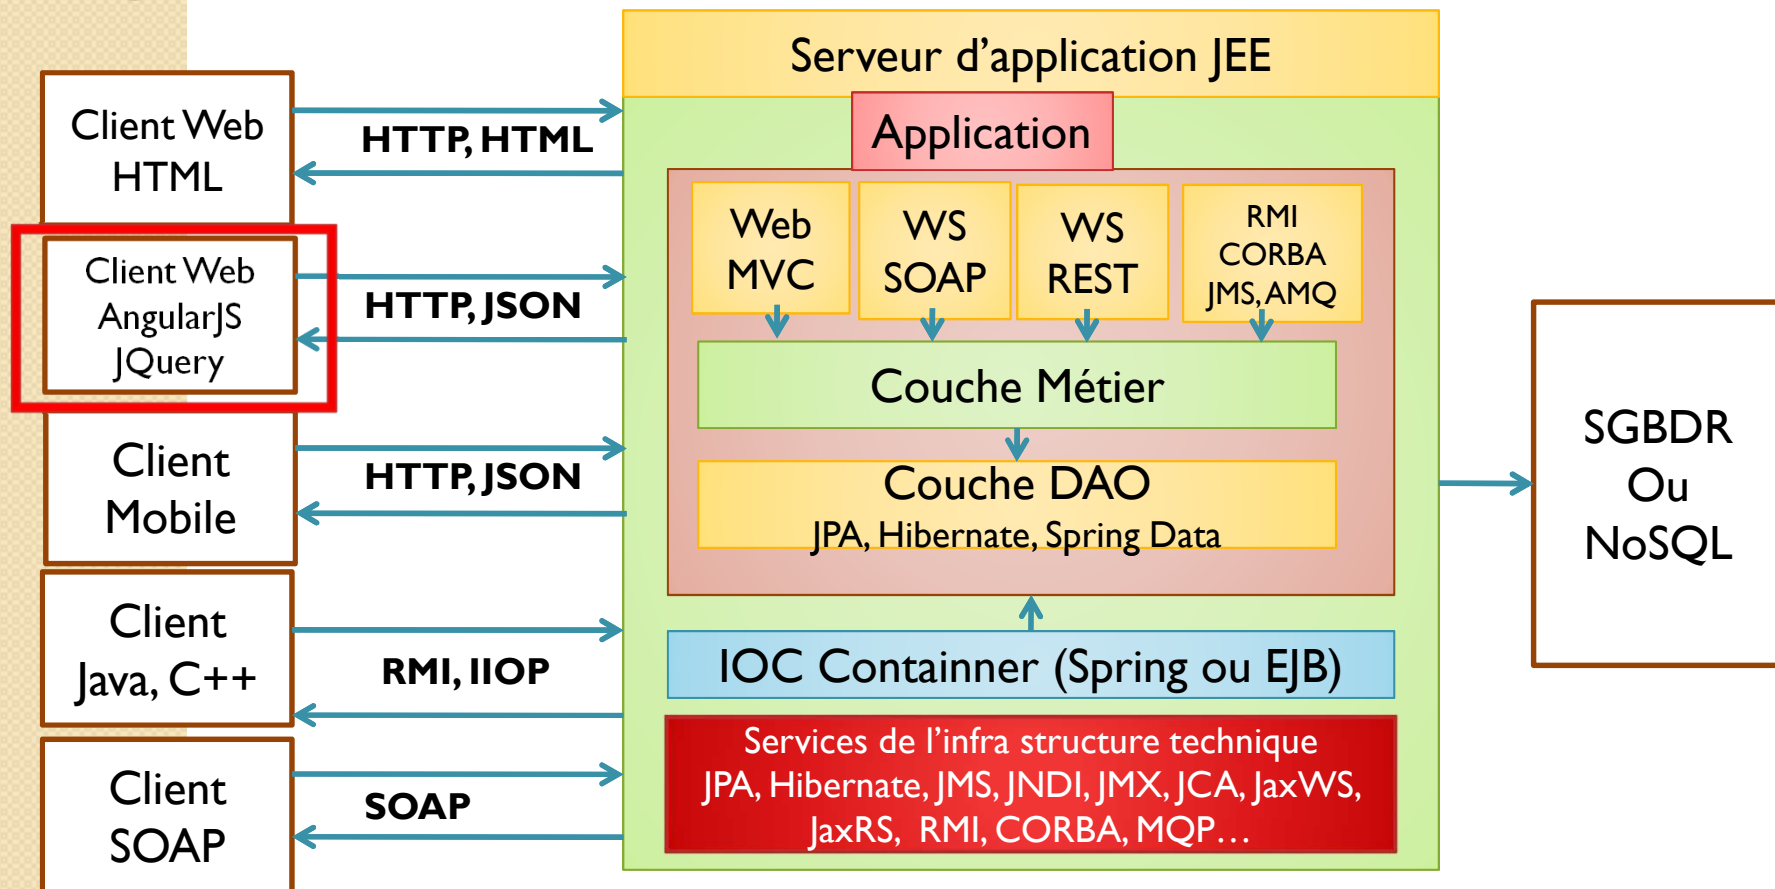 Serveur d'application JEE
Application
Client Web
HTML
HTTP, HTML
Client Web
AngularJS
JQuery
HTTP, JSON
Client
Mobile
HTTP, JSON
Client
Java, C++
RMI, IIOP
Client
SOAP
SOAP
Web
MVC
WS
SOAP
WS
REST
RMI
CORBA
JMS, AMQ
Couche Métier
Couche DAO
JPA, Hibernate, Spring Data
IOC Containner (Spring ou EJB)
Services de l'infra structure technique
JPA, Hibernate, JMS, JNDI, JMX, JCA, JaxWS,
JaxRS, RMI, CORBA, MQP…
SGBDR
Ou
NoSQL